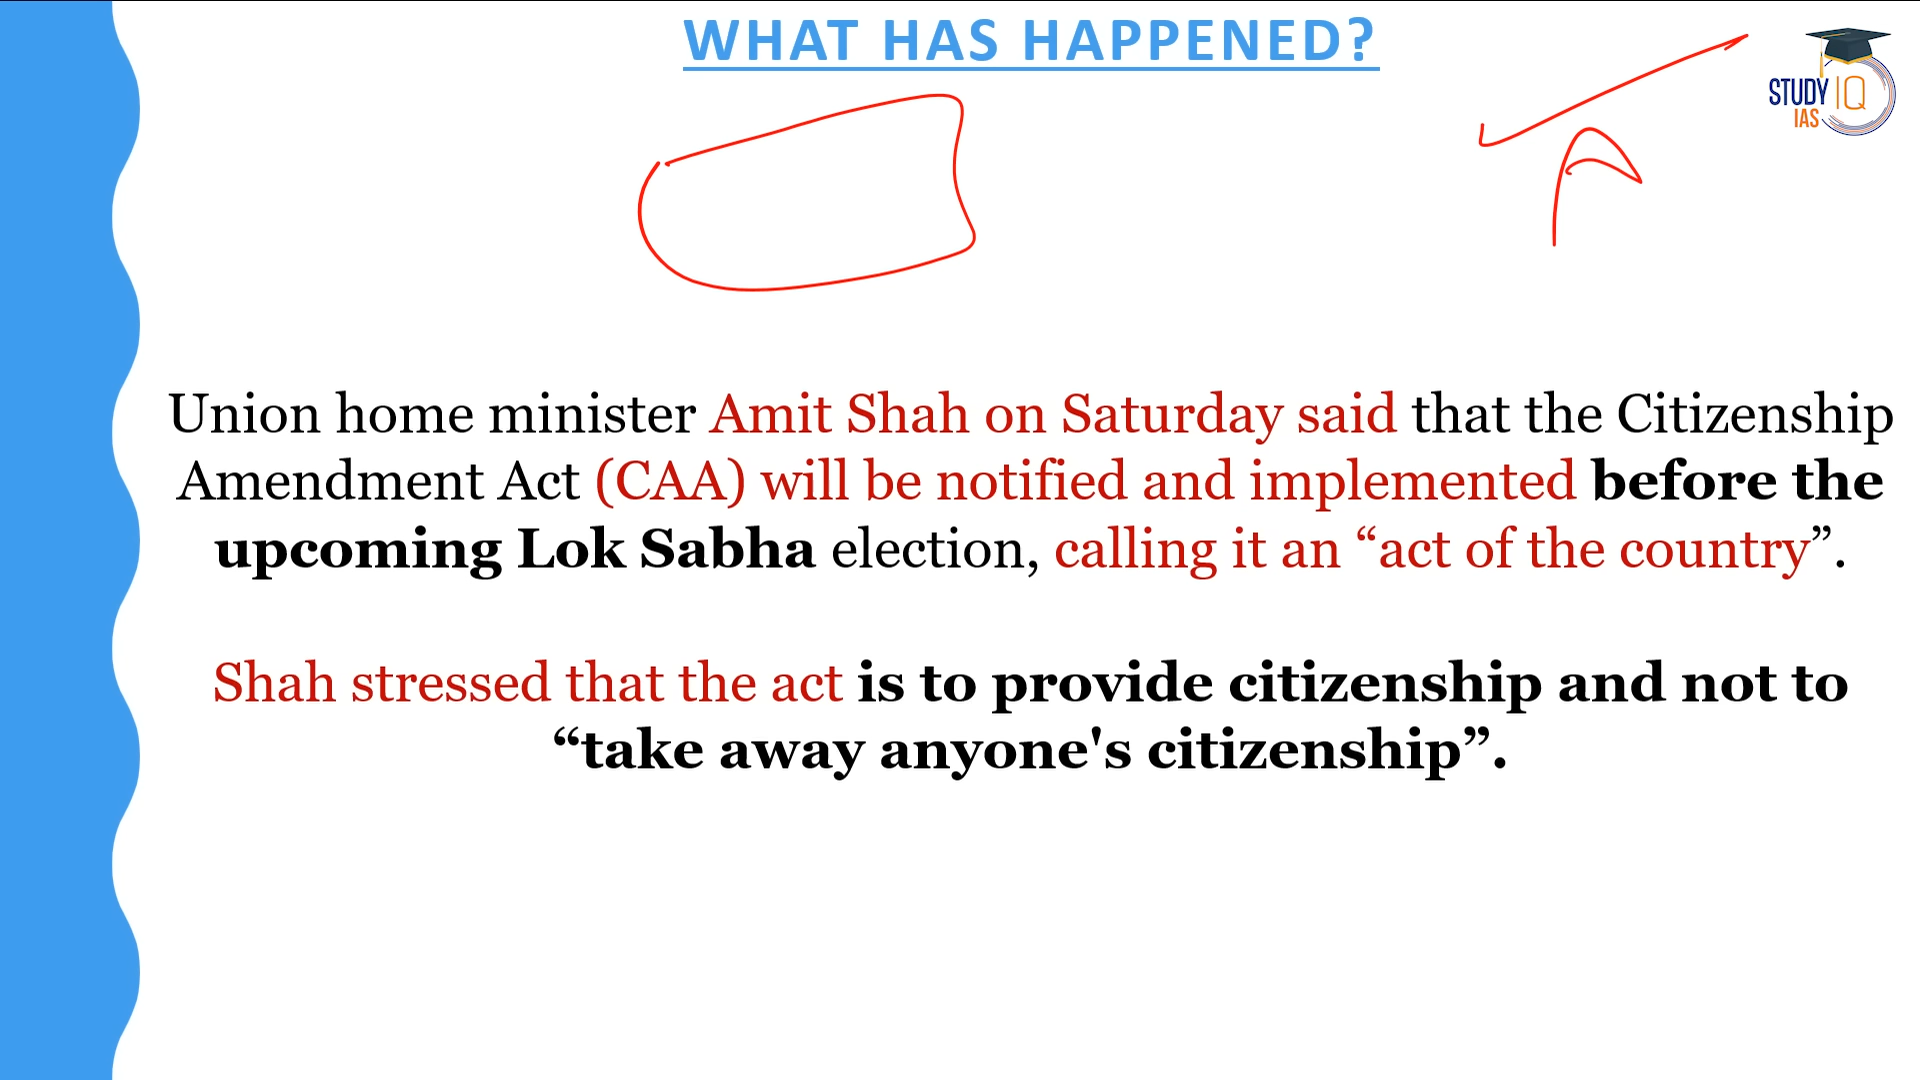 WHAT HAS HAPPENED?
STUDY IQ
IAS
Union home minister Amit Shah on Saturday said that the Citizenship
Amendment Act (CAA) will be notified and implemented before the
upcoming Lok Sabha election, calling it an “act of the country”.
Shah stressed that the act is to provide citizenship and not to
“take away anyone's citizenship”.